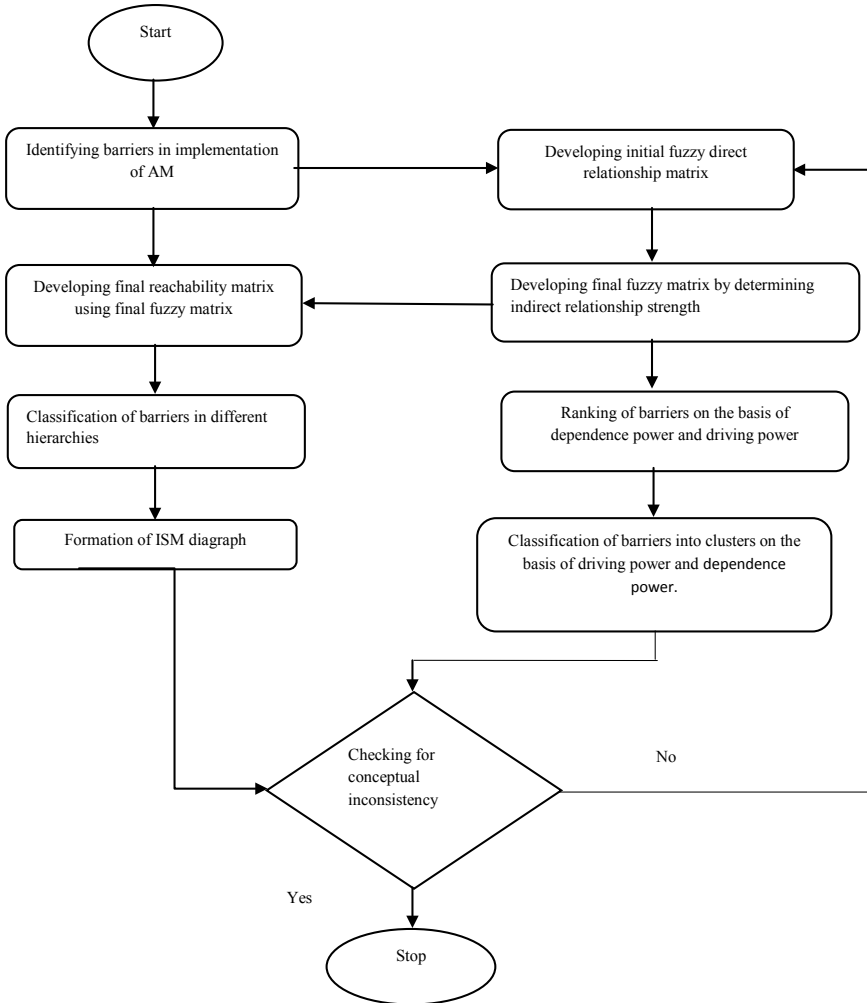 Start
Identifying barriers in implementation
of AM
Developing initial fuzzy direct
relationship matrix
Developing final reachability matrix
using final fuzzy matrix
Developing final fuzzy matrix by determining
indirect relationship strength
Classification of barriers in different
hierarchies
Ranking of barriers on the basis of
dependence power and driving power
Formation of ISM diagraph
Classification of barriers into clusters on the
basis of driving power and dependence
power.
Checking for
conceptual
inconsistency
No
Yes
Stop